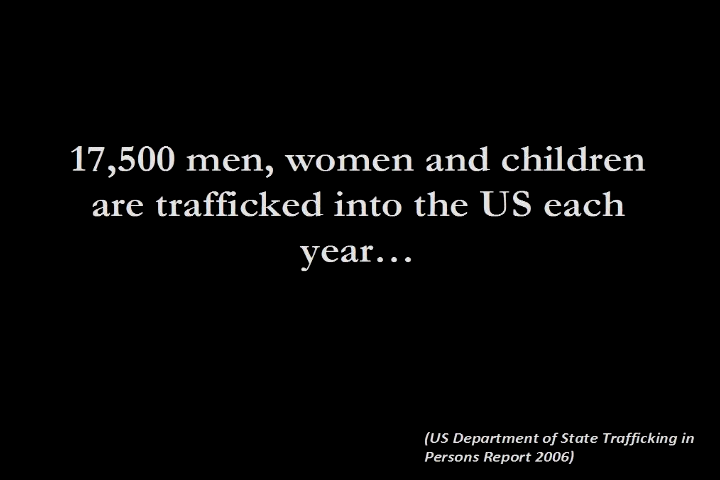 17,500 men, women and children
are trafficked into the US each
year…
(US Department of State Trafficking in
Persons Report 2006)